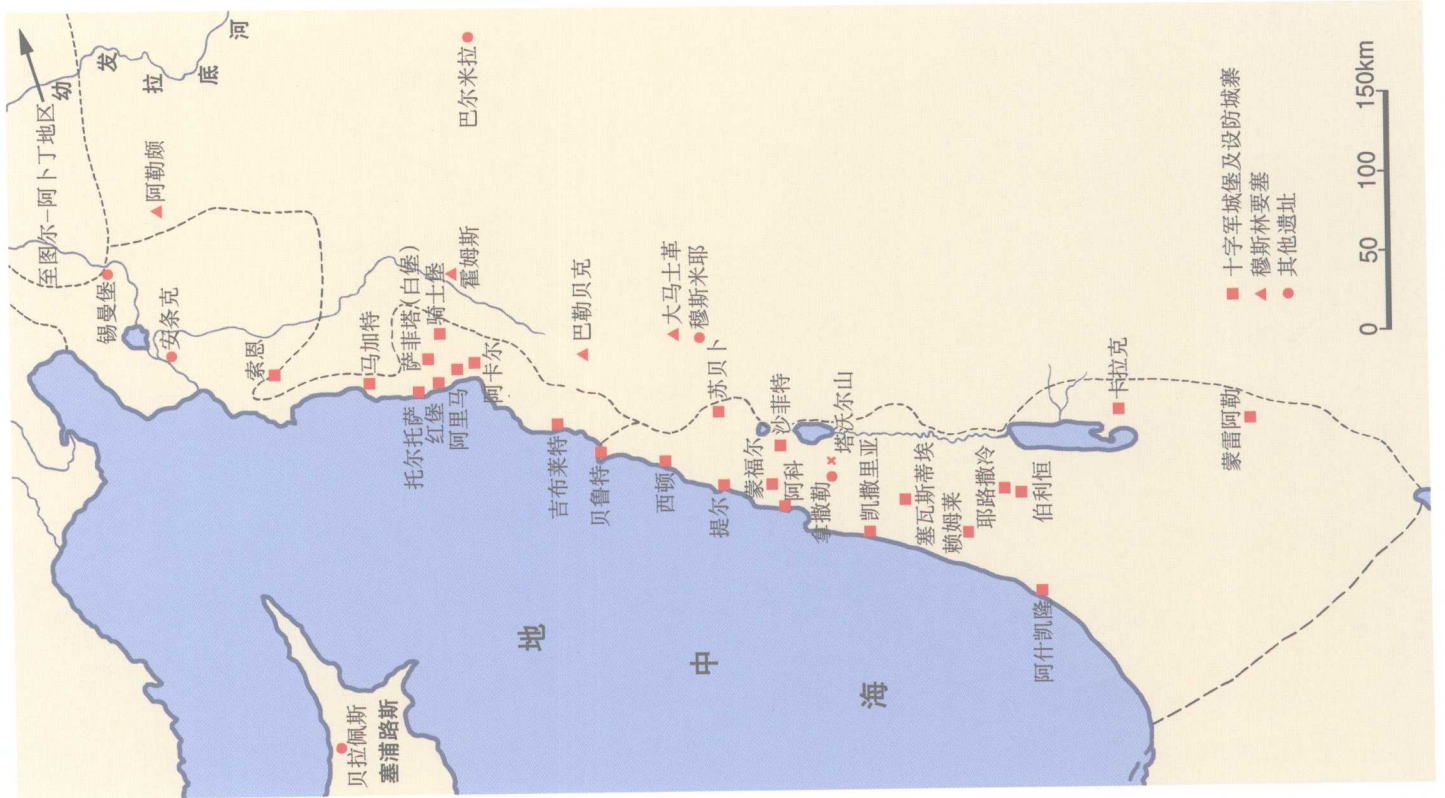 至图尔-阿卜丁地区
幼
发
拉
底
河
锡曼堡
阿勒颇
安条克
巴尔米拉
索恩
马加特
萨菲塔(白堡)
骑士堡
霍姆斯
托尔托萨
红堡
阿里马
阿卡尔
吉布莱特
巴勒贝克
贝鲁特
大马士革
穆斯米耶
西顿
提尔
苏贝卜
蒙福尔
沙菲特
阿科
拿撒勒
塔沃尔山
凯撒里亚
塞瓦斯蒂埃
赖姆莱
耶路撒冷
伯利恒
阿什凯隆
卡拉克
蒙雷阿勒
贝拉佩斯
塞浦路斯
地
中
海
十字军城堡及设防城寨
穆斯林要塞
其他遗址
0 50 100 150km